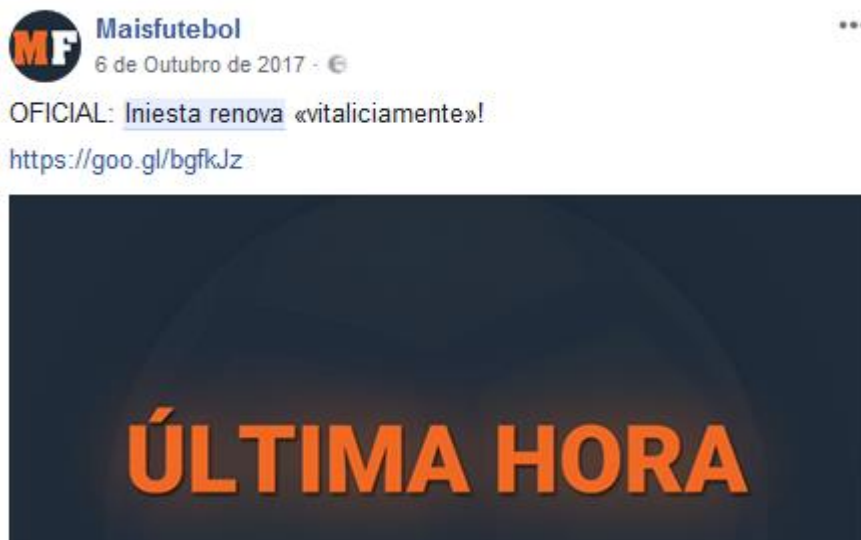 MF
Maisfutebol
6 de Outubro de 2017 ·
OFICIAL: Iniesta renova «vitaliciamente»!
https://goo.gl/bgfkJz
ÚLTIMA HORA